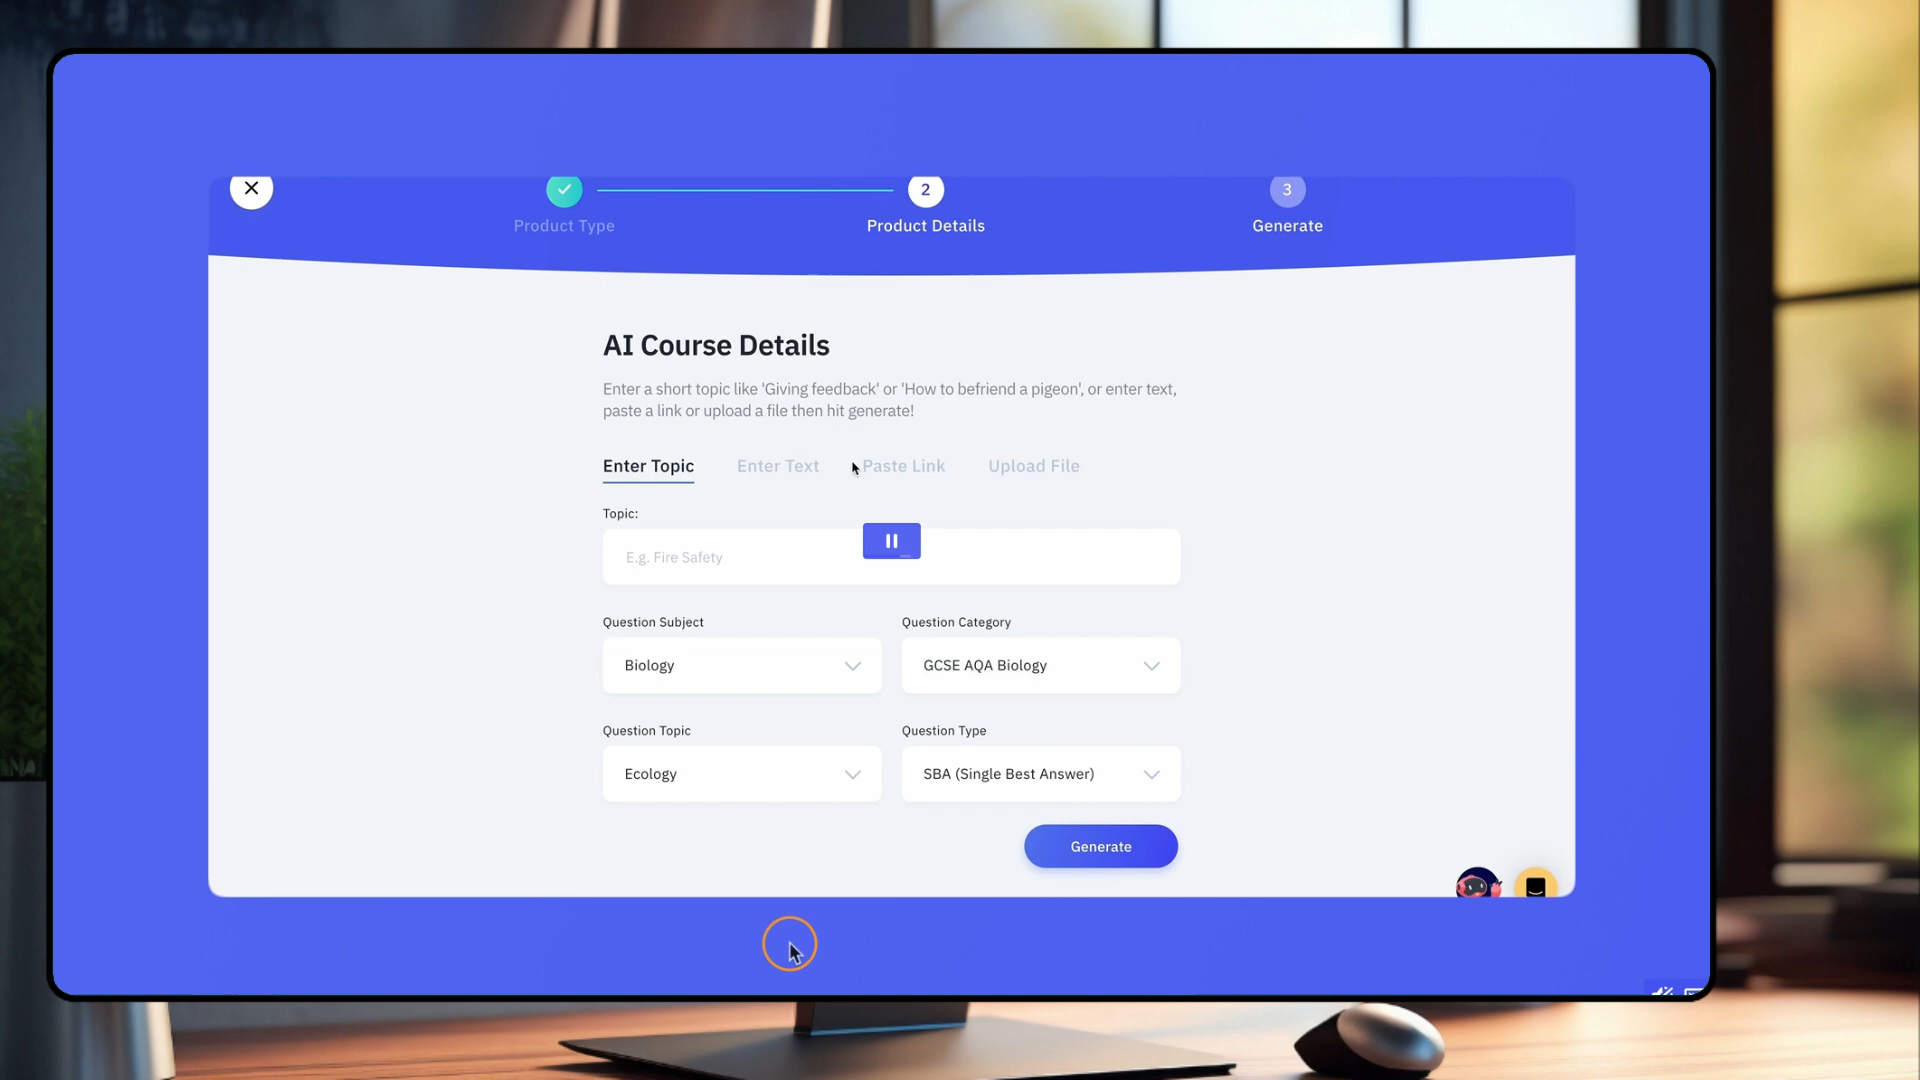 2
3
Product Type
Product Details
Generate
AI Course Details
Enter a short topic like 'Giving feedback' or 'How to befriend a pigeon', or enter text,
paste a link or upload a file then hit generate!
Enter Topic
Enter Text
Paste Link
Upload File
Topic:
E.g. Fire Safety
Question Subject
Question Category
Biology
GCSE AQA Biology
Question Topic
Question Type
Ecology
SBA (Single Best Answer)
Generate